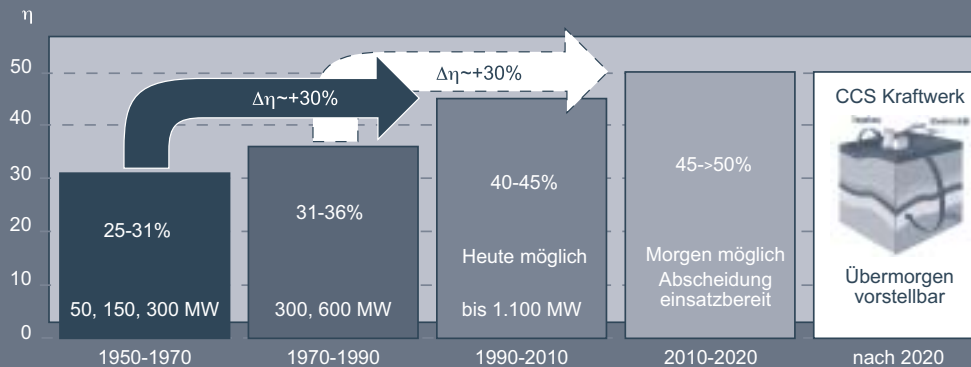 η
50
40
30
20
10
0
Δη~+30%
Δη~+30%
25-31%
50, 150, 300 MW
31-36%
300, 600 MW
40-45%
Heute möglich
bis 1.100 MW
45->50%
Morgen möglich
Abscheidung
einsatzbereit
CCS Kraftwerk
Übermorgen
vorstellbar
1950-1970
1970-1990
1990-2010
2010-2020
nach 2020